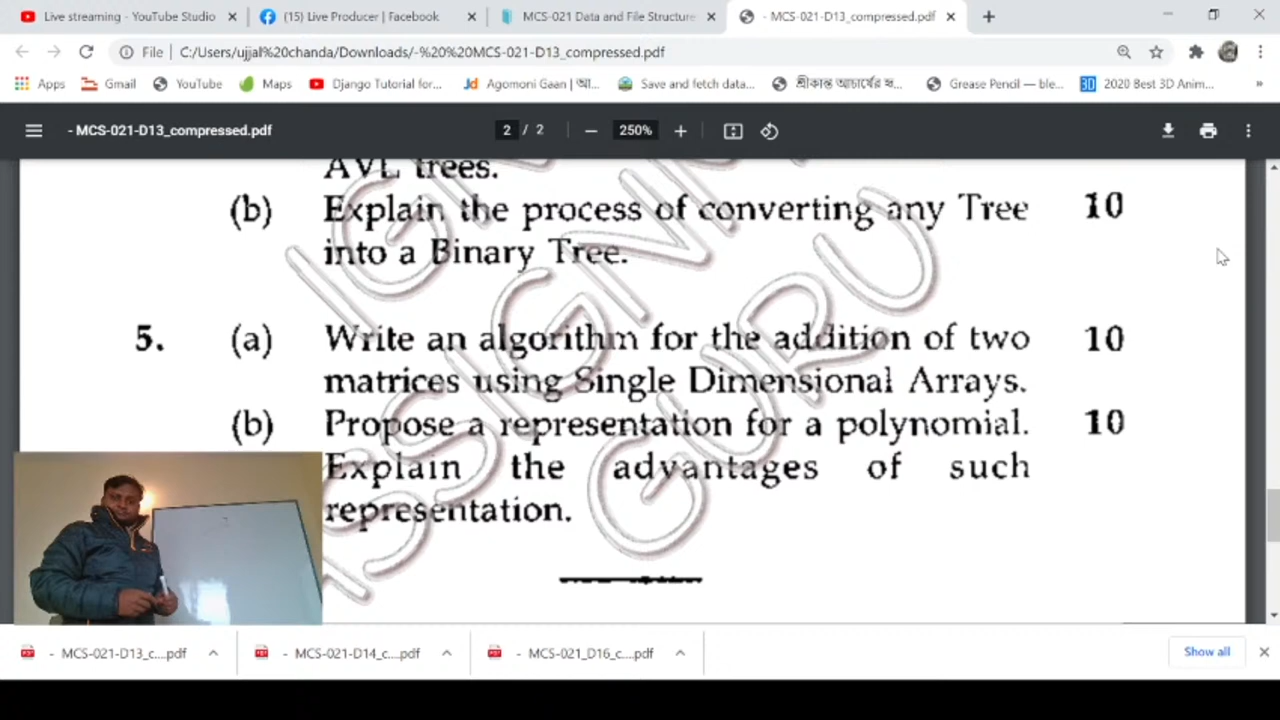 Live streaming - YouTube Studio
(15) Live Producer | Facebook
MCS-021 Data and File Structure
- MCS-021-D13_compressed.pdf
File | C:/Users/ujjal%20chanda/Downloads/-%20%20MCS-021-D13_compressed.pdf
Apps Gmail YouTube Maps Django Tutorial for... Agomoni Gaan | আ... Save and fetch data... শ্রীকান্ত আচার্যের স... Grease Pencil — ble... 3D 2020 Best 3D Anim... »
- MCS-021-D13_compressed.pdf 2 / 2 250%
AVL trees.
(b) Explain the process of converting any Tree 10
into a Binary Tree.
5. (a) Write an algorithm for the addition of two 10
matrices using Single Dimensional Arrays.
(b) Propose a representation for a polynomial. 10
Explain the advantages of such
representation.
ASSIGNMENT
GURU
- MCS-021-D13_c....pdf - MCS-021-D14_c....pdf - MCS-021_D16_c....pdf Show all